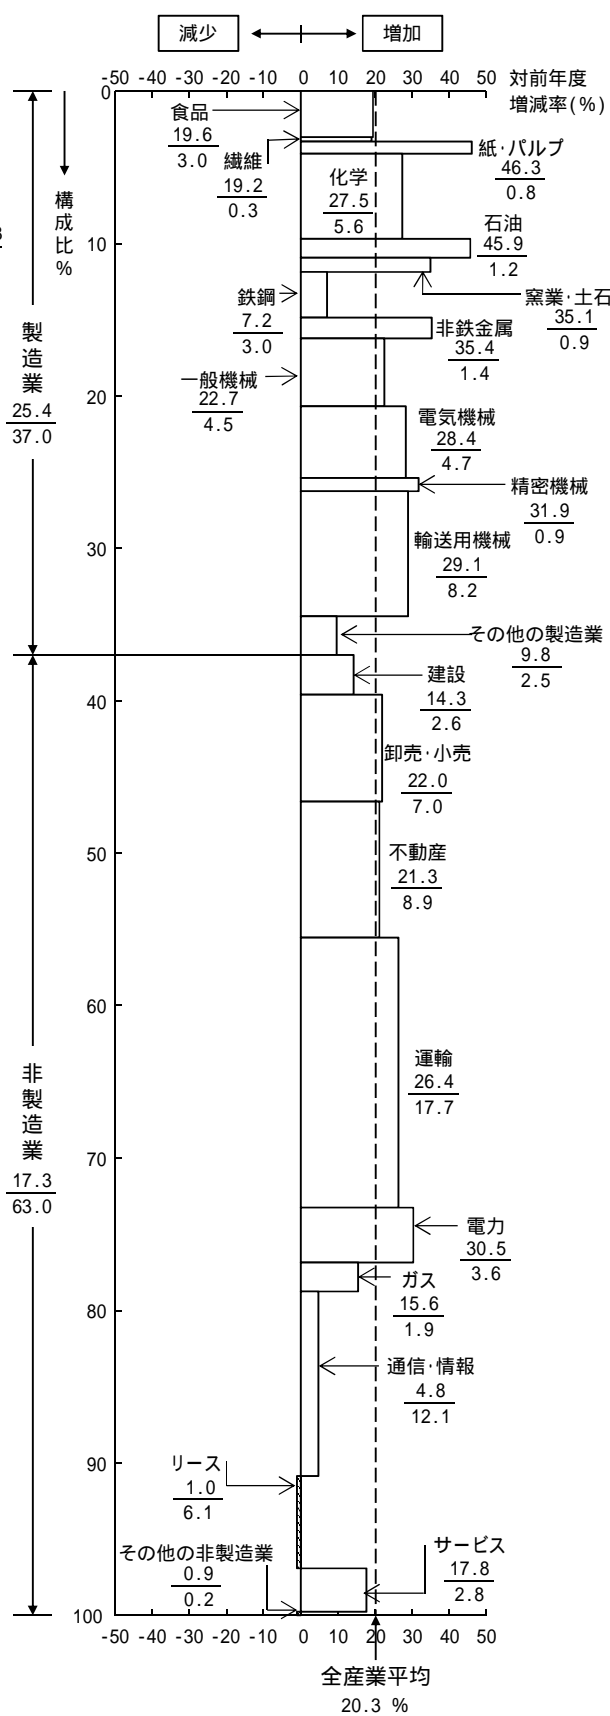 減少 増加
-50 -40 -30 -20 -10 0 10 20 30 40 50 対前年度
増減率(%)
0
構成比%
食品
19.6
3.0
繊維
19.2
0.3
紙・パルプ
46.3
0.8
化学
27.5
5.6
10
石油
45.9
1.2
窯業・土石
35.1
0.9
鉄鋼
7.2
3.0
非鉄金属
35.4
1.4
製造業
25.4
37.0
一般機械
22.7
4.5
20
電気機械
28.4
4.7
精密機械
31.9
0.9
30
輸送用機械
29.1
8.2
その他の製造業
9.8
2.5
建設
14.3
2.6
40
卸売・小売
22.0
7.0
50
不動産
21.3
8.9
60
運輸
26.4
17.7
非製造業
17.3
63.0
70
電力
30.5
3.6
ガス
15.6
1.9
80
通信・情報
4.8
12.1
90
リース
1.0
6.1
その他の非製造業
0.9
0.2
サービス
17.8
2.8
100
-50 -40 -30 -20 -10 0 10 20 30 40 50
全産業平均
20.3 %